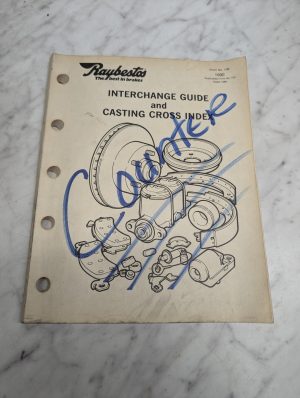 Raybestos
The best in brakes
INTERCHANGE GUIDE
and
CASTING CROSS INDEX
Counter